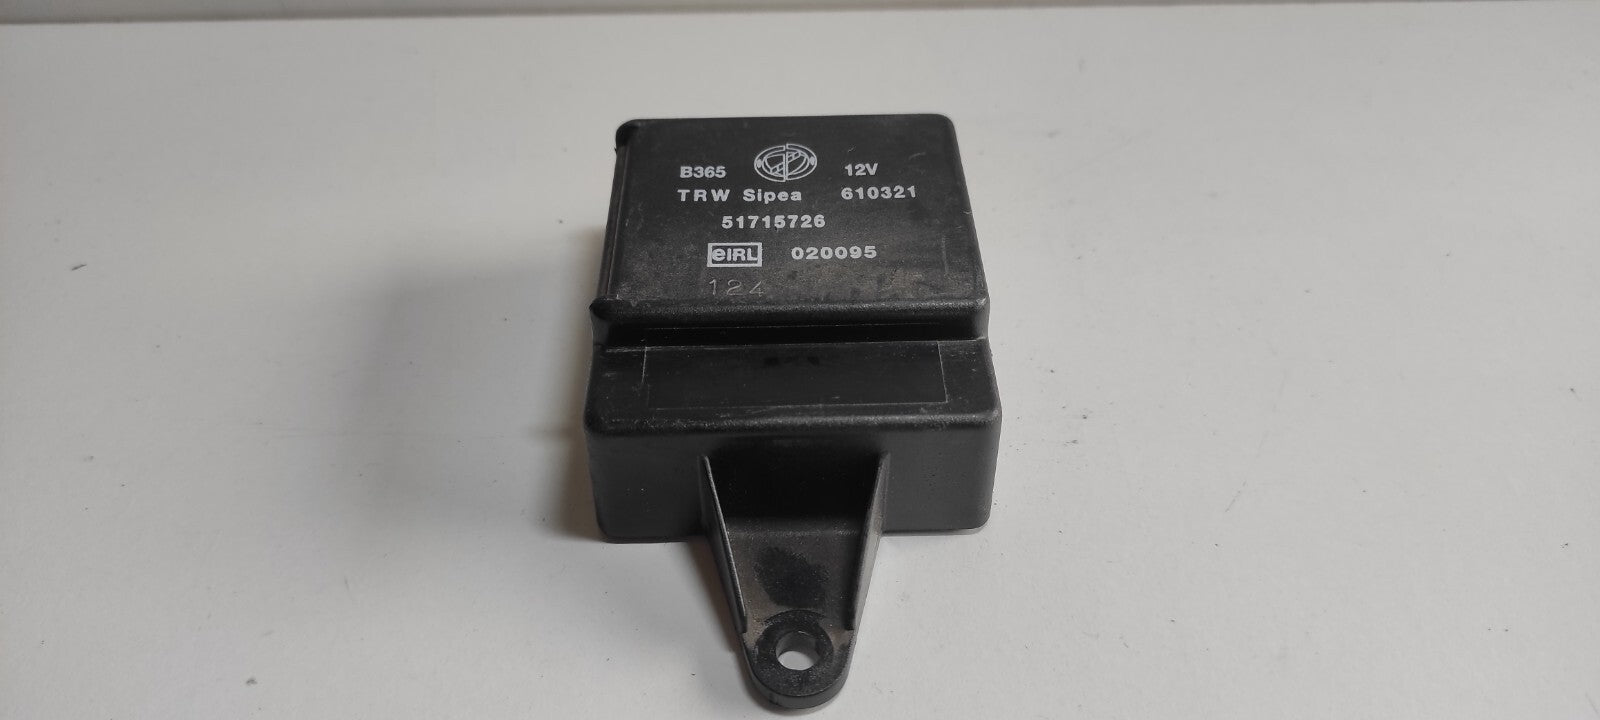 B365 12V
TRW Sipea 610321
51715726
eIRL 020095
124